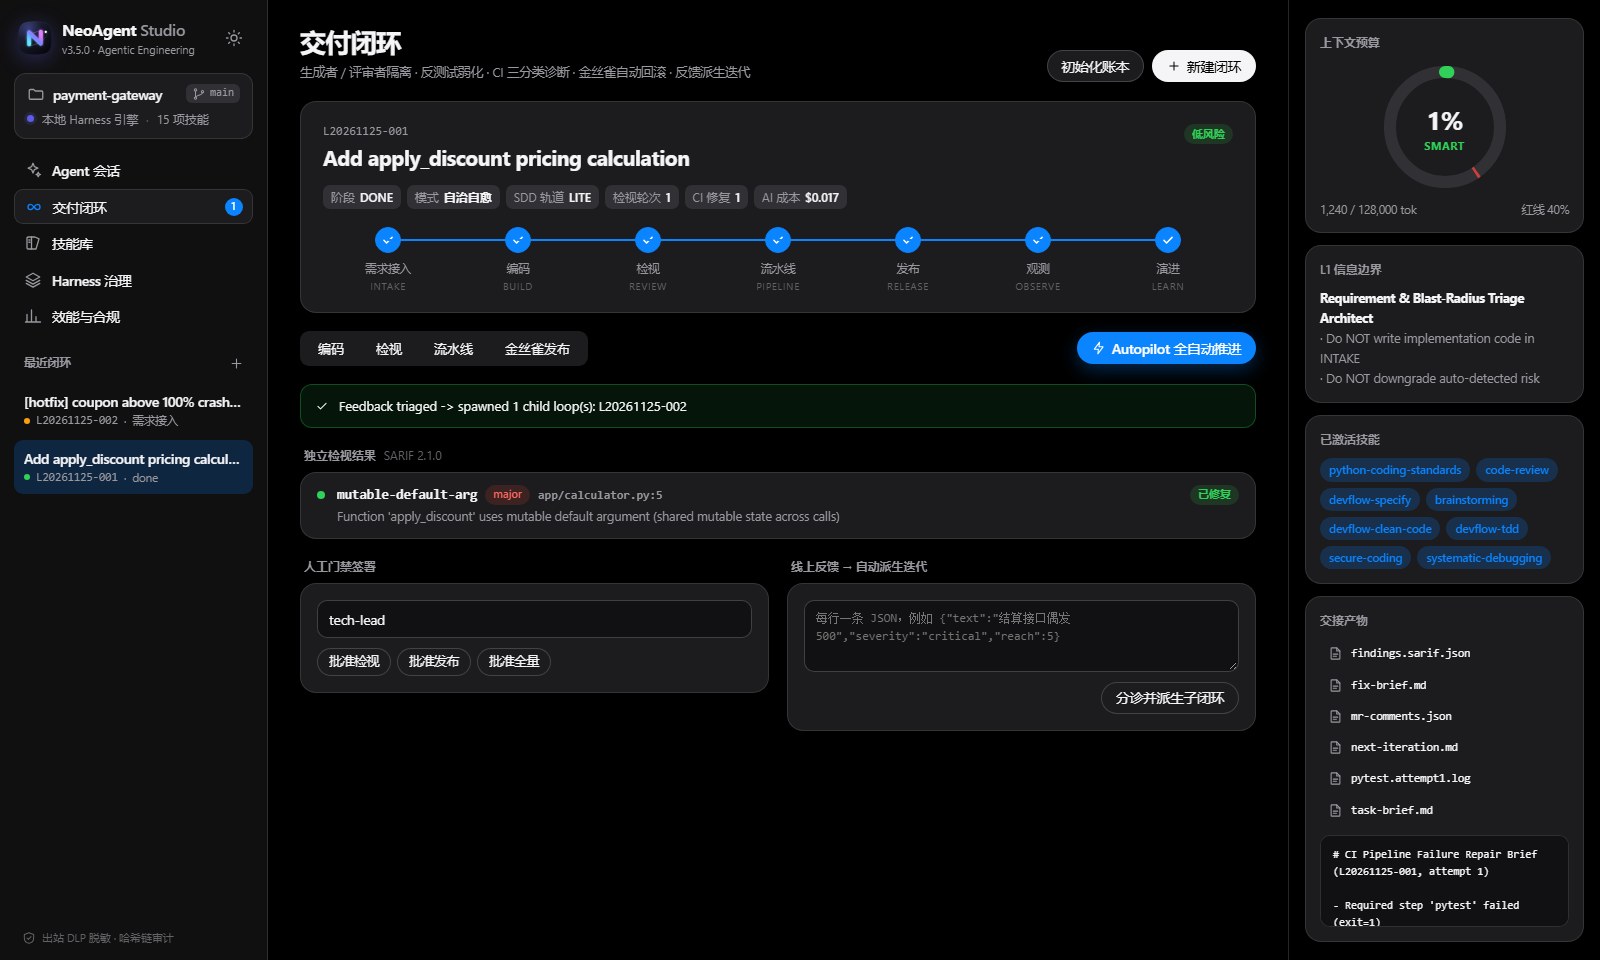 NeoAgent Studio
v3.5.0 · Agentic Engineering
payment-gateway
main
本地 Harness 引擎 · 15 项技能
Agent 会话
交付闭环
1
技能库
Harness 治理
效能与合规
最近闭环
[hotfix] coupon above 100% crash...
L20261125-002 · 需求接入
Add apply_discount pricing calcul...
L20261125-001 · done
出站 DLP 脱敏 · 哈希链审计
交付闭环
生成者 / 评审者隔离 · 反测试弱化 · CI 三分类诊断 · 金丝雀自动回滚 · 反馈派生迭代
初始化账本
+ 新建闭环
L20261125-001
低风险
Add apply_discount pricing calculation
阶段 DONE
模式 自治自愈
SDD 轨道 LITE
检视轮次 1
CI 修复 1
AI 成本 $0.017
需求接入
INTAKE
编码
BUILD
检视
REVIEW
流水线
PIPELINE
发布
RELEASE
观测
OBSERVE
演进
LEARN
编码
检视
流水线
金丝雀发布
Autopilot 全自动推进
Feedback triaged -> spawned 1 child loop(s): L20261125-002
独立检视结果 SARIF 2.1.0
mutable-default-arg major app/calculator.py:5
已修复
Function 'apply_discount' uses mutable default argument (shared mutable state across calls)
人工门禁签署
tech-lead
批准检视
批准发布
批准全量
线上反馈 → 自动派生迭代
每行一条 JSON，例如 {"text":"结算接口偶发
500","severity":"critical","reach":5}
分诊并派生子闭环
上下文预算
1%
SMART
1,240 / 128,000 tok
红线 40%
L1 信息边界
Requirement & Blast-Radius Triage
Architect
· Do NOT write implementation code in
INTAKE
· Do NOT downgrade auto-detected risk
已激活技能
python-coding-standards
code-review
devflow-specify
brainstorming
devflow-clean-code
devflow-tdd
secure-coding
systematic-debugging
交接产物
findings.sarif.json
fix-brief.md
mr-comments.json
next-iteration.md
pytest.attempt1.log
task-brief.md
# CI Pipeline Failure Repair Brief
(L20261125-001, attempt 1)
- Required step 'pytest' failed
(exit=1)